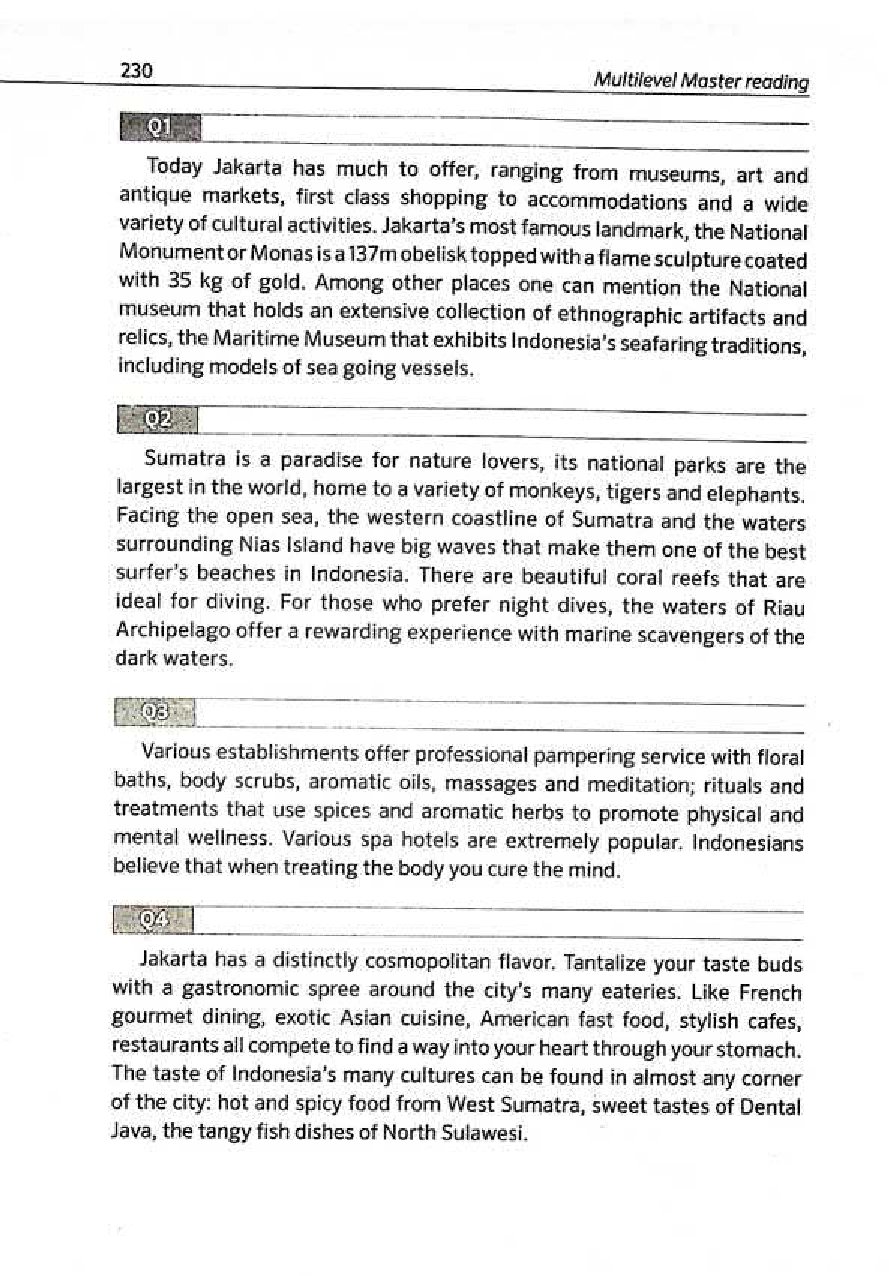 230
Multilevel Master reading
Q1
Today Jakarta has much to offer, ranging from museums, art and
antique markets, first class shopping to accommodations and a wide
variety of cultural activities. Jakarta's most famous landmark, the National
Monument or Monas is a 137m obelisk topped with a flame sculpture coated
with 35 kg of gold. Among other places one can mention the National
museum that holds an extensive collection of ethnographic artifacts and
relics, the Maritime Museum that exhibits Indonesia's seafaring traditions,
including models of sea going vessels.
Q2
Sumatra is a paradise for nature lovers, its national parks are the
largest in the world, home to a variety of monkeys, tigers and elephants.
Facing the open sea, the western coastline of Sumatra and the waters
surrounding Nias Island have big waves that make them one of the best
surfer's beaches in Indonesia. There are beautiful coral reefs that are
ideal for diving. For those who prefer night dives, the waters of Riau
Archipelago offer a rewarding experience with marine scavengers of the
dark waters.
Q3
Various establishments offer professional pampering service with floral
baths, body scrubs, aromatic oils, massages and meditation; rituals and
treatments that use spices and aromatic herbs to promote physical and
mental wellness. Various spa hotels are extremely popular. Indonesians
believe that when treating the body you cure the mind.
Q4
Jakarta has a distinctly cosmopolitan flavor. Tantalize your taste buds
with a gastronomic spree around the city's many eateries. Like French
gourmet dining, exotic Asian cuisine, American fast food, stylish cafes,
restaurants all compete to find a way into your heart through your stomach.
The taste of Indonesia's many cultures can be found in almost any corner
of the city: hot and spicy food from West Sumatra, sweet tastes of Dental
Java, the tangy fish dishes of North Sulawesi.